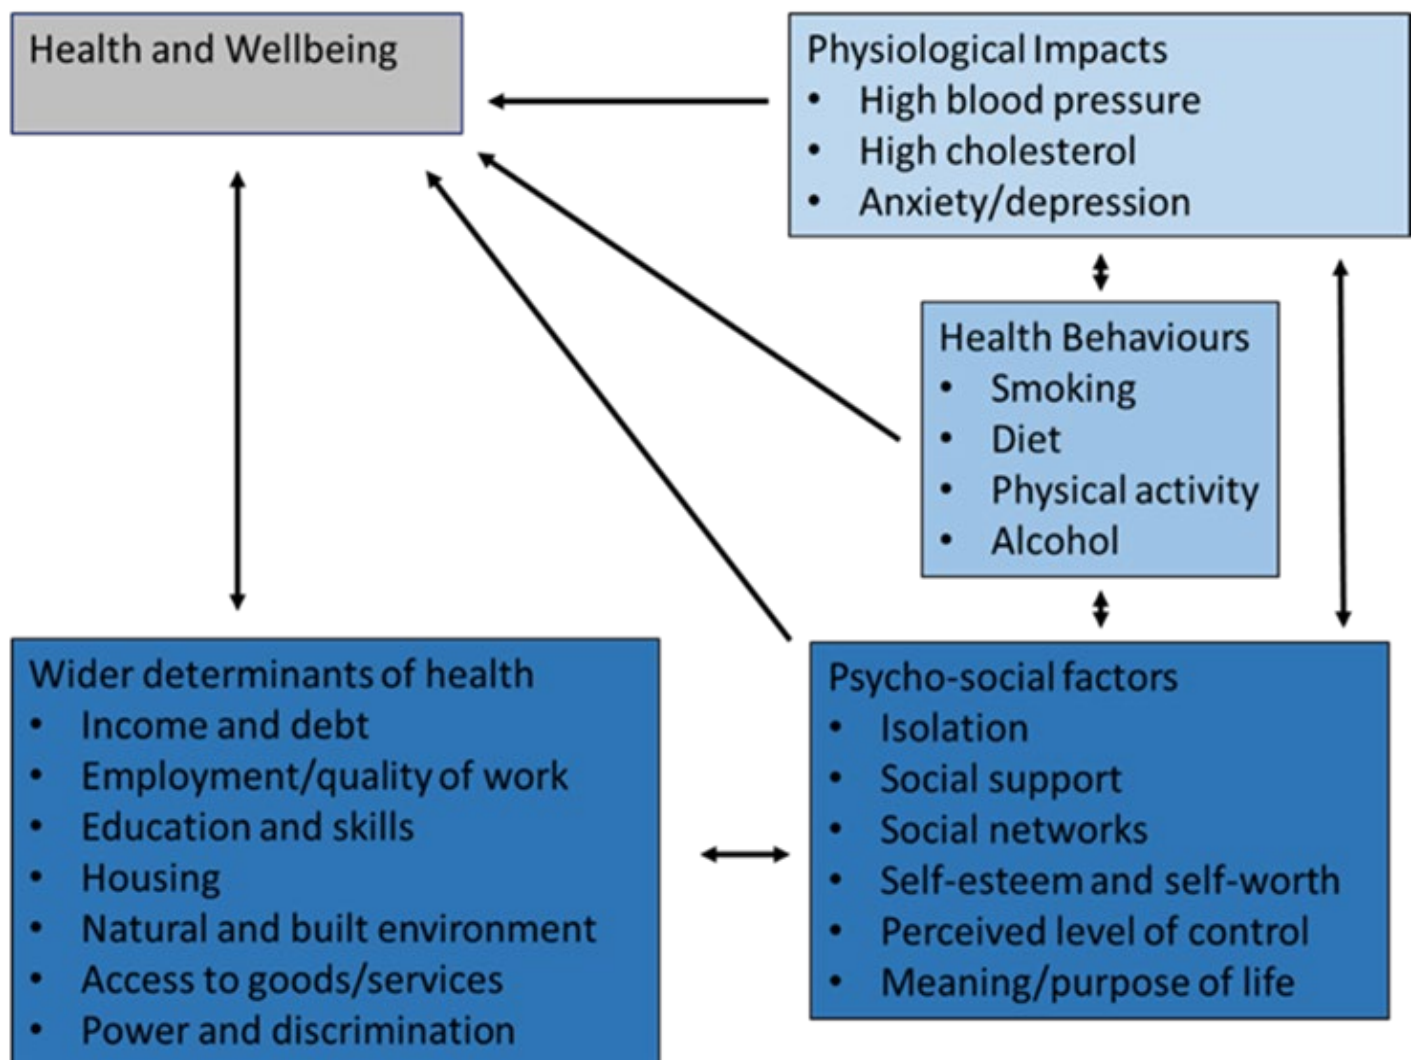 Health and Wellbeing
Physiological Impacts
• High blood pressure
• High cholesterol
• Anxiety/depression
Health Behaviours
• Smoking
• Diet
• Physical activity
• Alcohol
Wider determinants of health
• Income and debt
• Employment/quality of work
• Education and skills
• Housing
• Natural and built environment
• Access to goods/services
• Power and discrimination
Psycho-social factors
• Isolation
• Social support
• Social networks
• Self-esteem and self-worth
• Perceived level of control
• Meaning/purpose of life